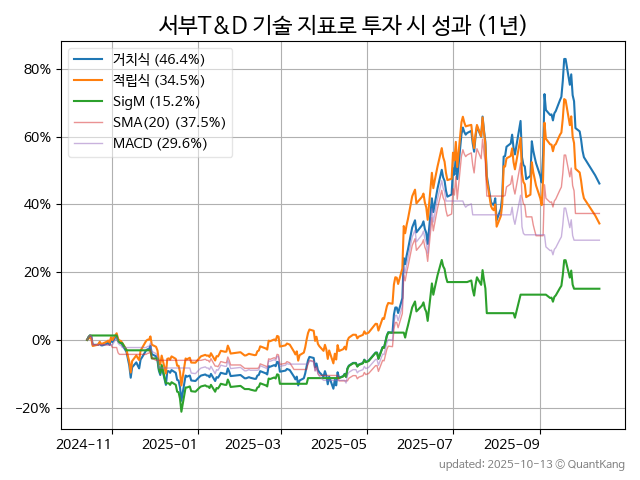 서부T&D 기술 지표로 투자 시 성과 (1년)
거치식 (46.4%)
적립식 (34.5%)
SigM (15.2%)
SMA(20) (37.5%)
MACD (29.6%)
80%
60%
40%
20%
0%
−20%
2024-11 2025-01 2025-03 2025-05 2025-07 2025-09
updated: 2025-10-13 ⓒ QuantKang